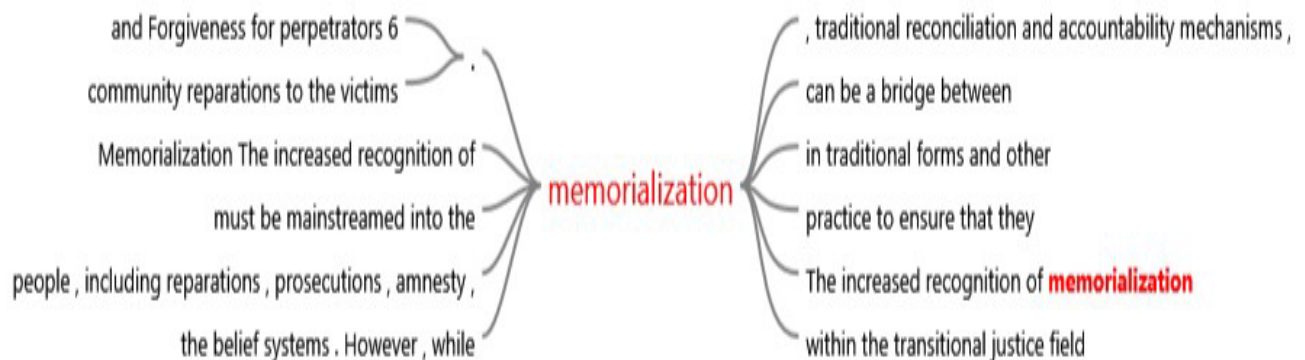 and Forgiveness for perpetrators 6
community reparations to the victims
.
Memorialization The increased recognition of
must be mainstreamed into the
people , including reparations , prosecutions , amnesty ,
the belief systems . However , while
memorialization
, traditional reconciliation and accountability mechanisms ,
can be a bridge between
in traditional forms and other
practice to ensure that they
The increased recognition of memorialization
within the transitional justice field